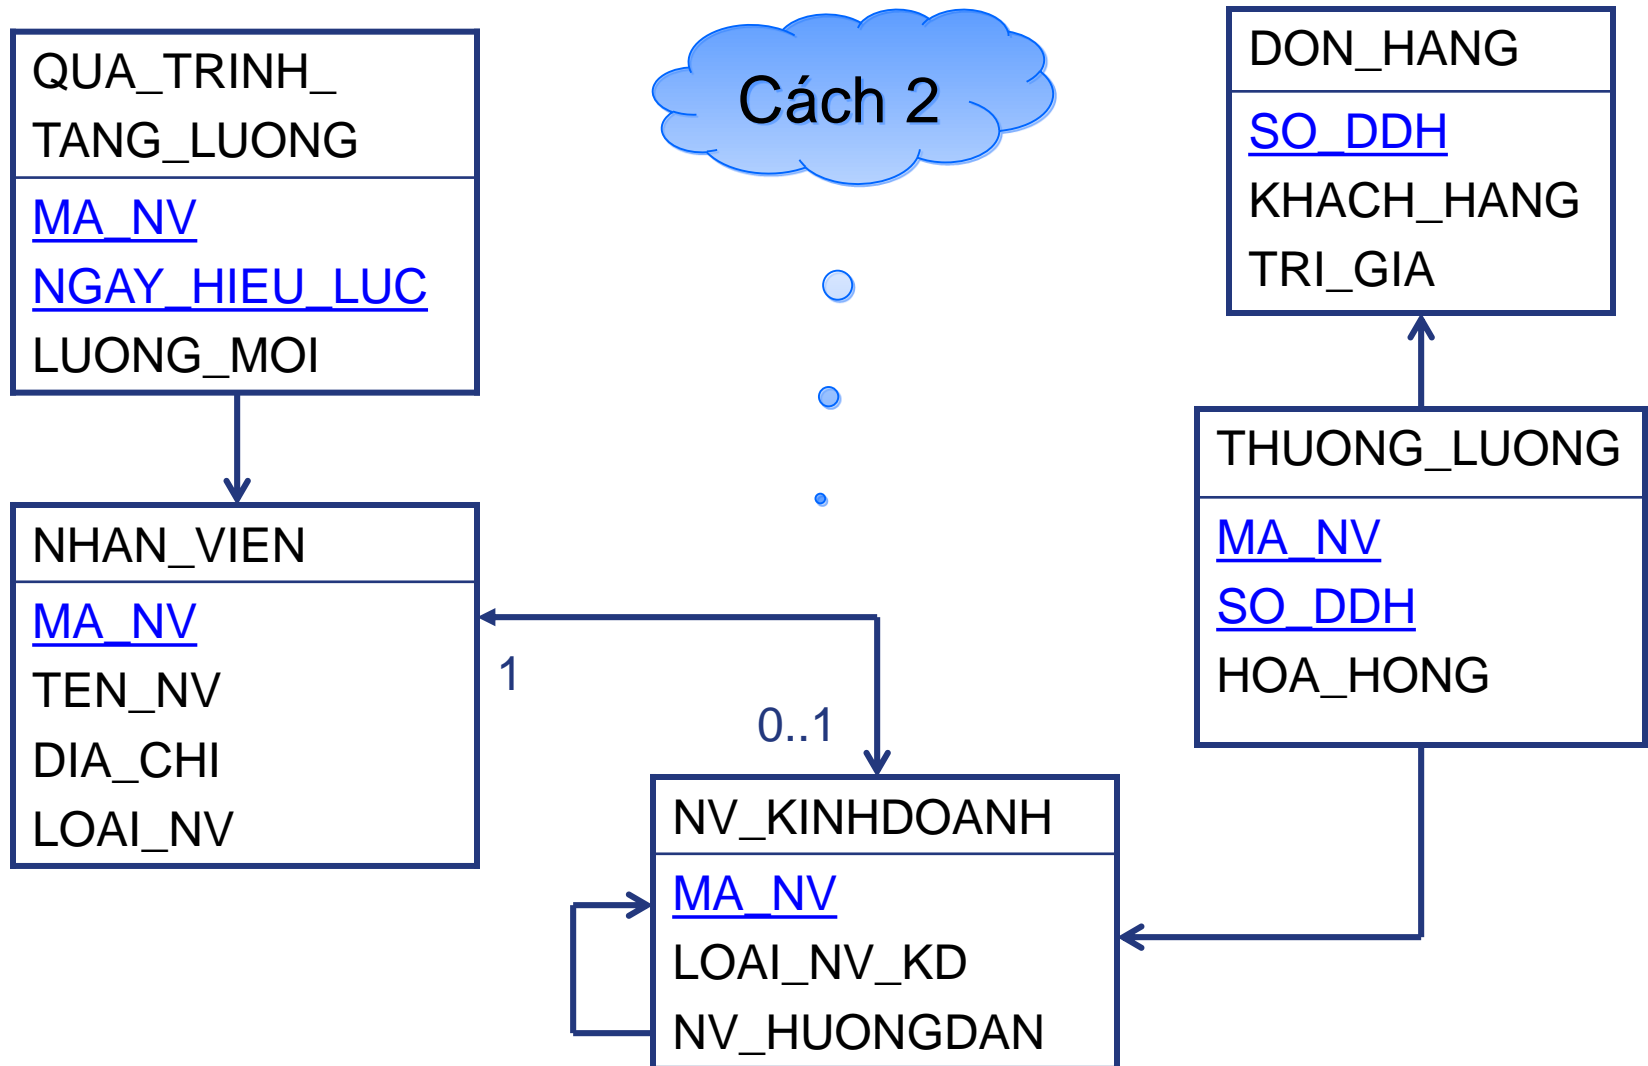 QUA_TRINH_
TANG_LUONG
MA_NV
NGAY_HIEU_LUC
LUONG_MOI
Cách 2
DON_HANG
SO_DDH
KHACH_HANG
TRI_GIA
THUONG_LUONG
MA_NV
SO_DDH
HOA_HONG
NHAN_VIEN
MA_NV
TEN_NV
DIA_CHI
LOAI_NV
1
0..1
NV_KINHDOANH
MA_NV
LOAI_NV_KD
NV_HUONGDAN